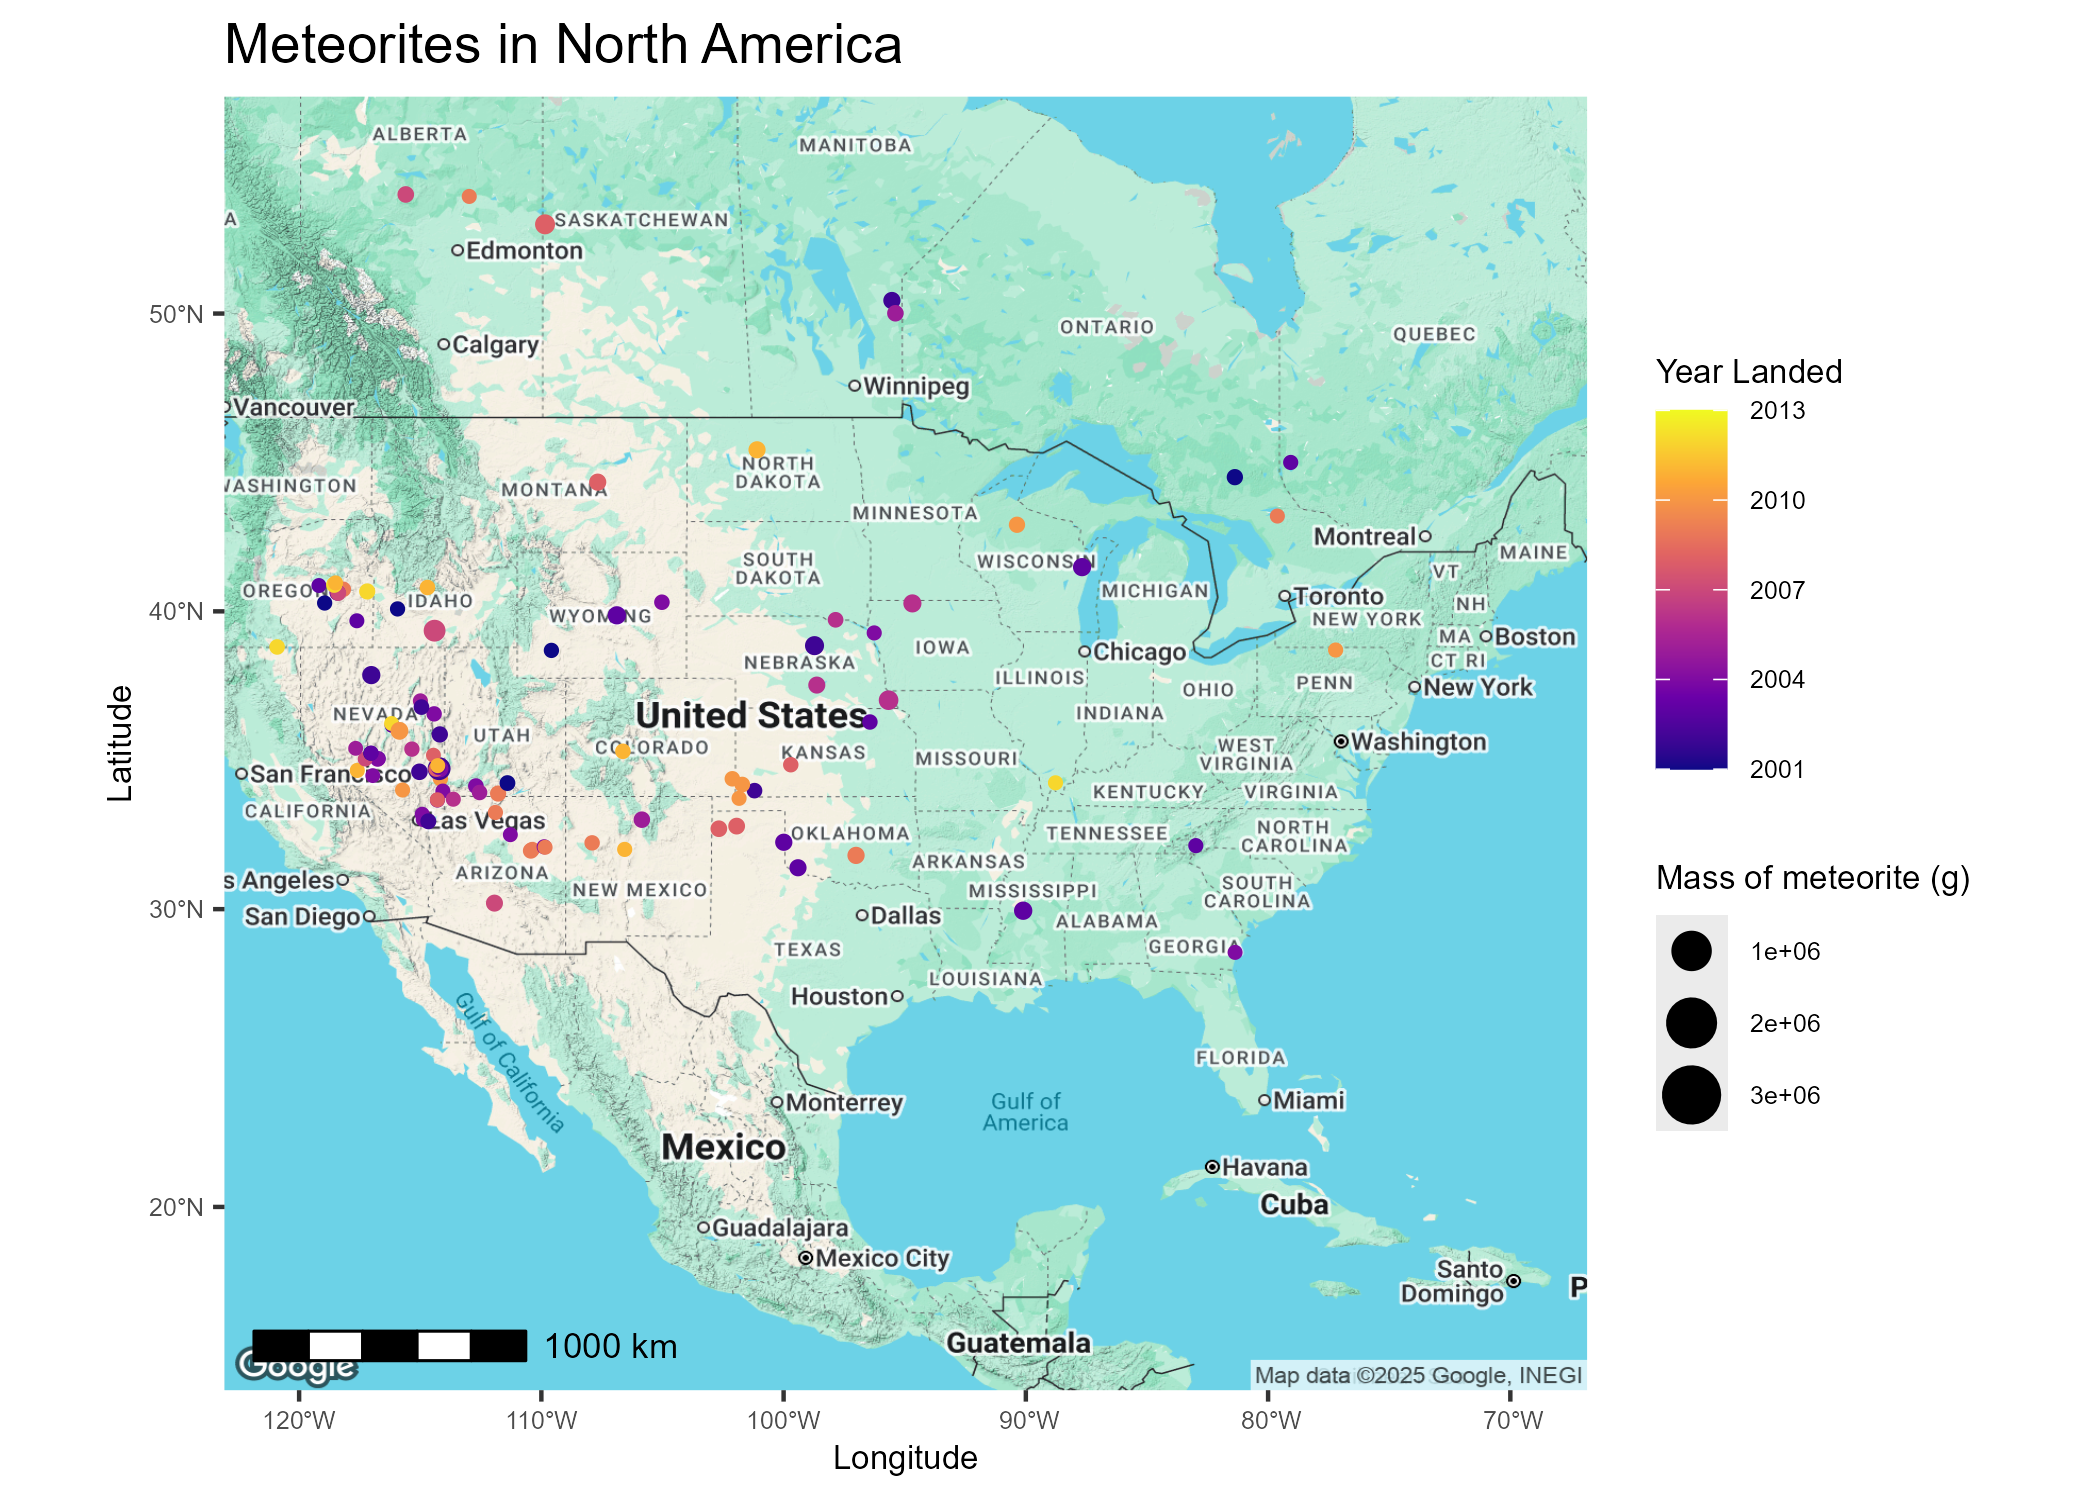 Meteorites in North America
ALBERTA
MANITOBA
A
SASKATCHEWAN
Edmonton
ONTARIO
QUEBEC
50°N
Calgary
Winnipeg
Vancouver
NORTH
DAKOTA
WASHINGTON
MONTANA
MINNESOTA
Montreal
MAINE
SOUTH
DAKOTA
WISCONSIN
VT
MICHIGAN
Toronto
40°N
OREGON
IDAHO
WYOMING
NH
NEW YORK
MA
Boston
IOWA
Chicago
CT RI
NEBRASKA
ILLINOIS
OHIO
PENN
New York
NEVADA
United States
INDIANA
UTAH
COLORADO
KANSAS
MISSOURI
WEST
VIRGINIA
Washington
San Francisco
KENTUCKY
VIRGINIA
CALIFORNIA
Las Vegas
OKLAHOMA
TENNESSEE
NORTH
CAROLINA
ARKANSAS
s Angeles
ARIZONA
NEW MEXICO
MISSISSIPPI
SOUTH
CAROLINA
30°N
San Diego
Dallas
ALABAMA
TEXAS
GEORGIA
LOUISIANA
Houston
Gulf of California
FLORIDA
Monterrey
Gulf of
America
Miami
Mexico
Havana
20°N
Cuba
Guadalajara
Mexico City
Santo
Domingo
P
Guatemala
1000 km
Google
Map data ©2025 Google, INEGI
120°W
110°W
100°W
90°W
80°W
70°W
Longitude
Latitude
Year Landed
2013
2010
2007
2004
2001
Mass of meteorite (g)
1e+06
2e+06
3e+06